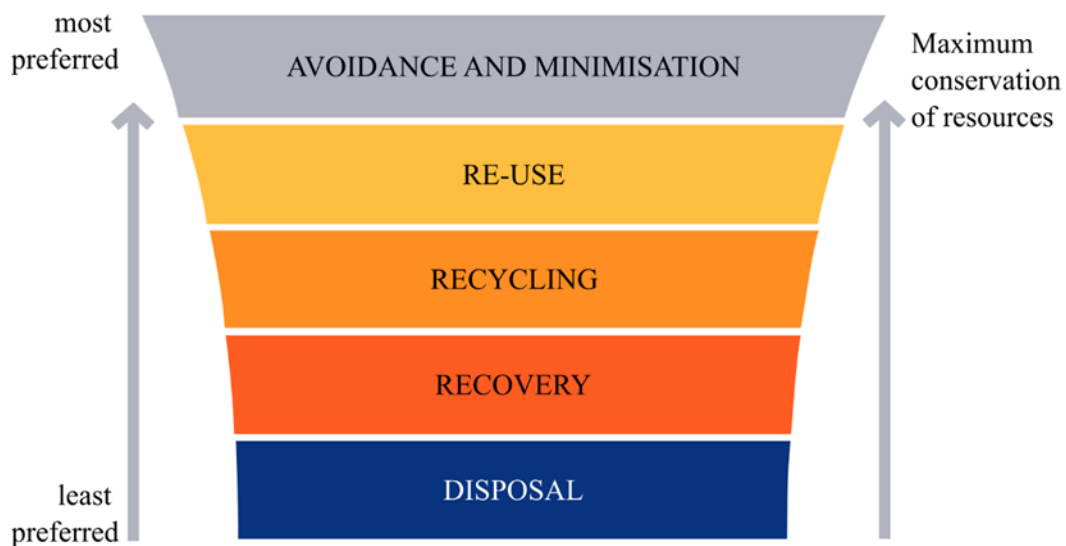 most
preferred
AVOIDANCE AND MINIMISATION
Maximum
conservation
of resources
RE-USE
RECYCLING
RECOVERY
DISPOSAL
least
preferred